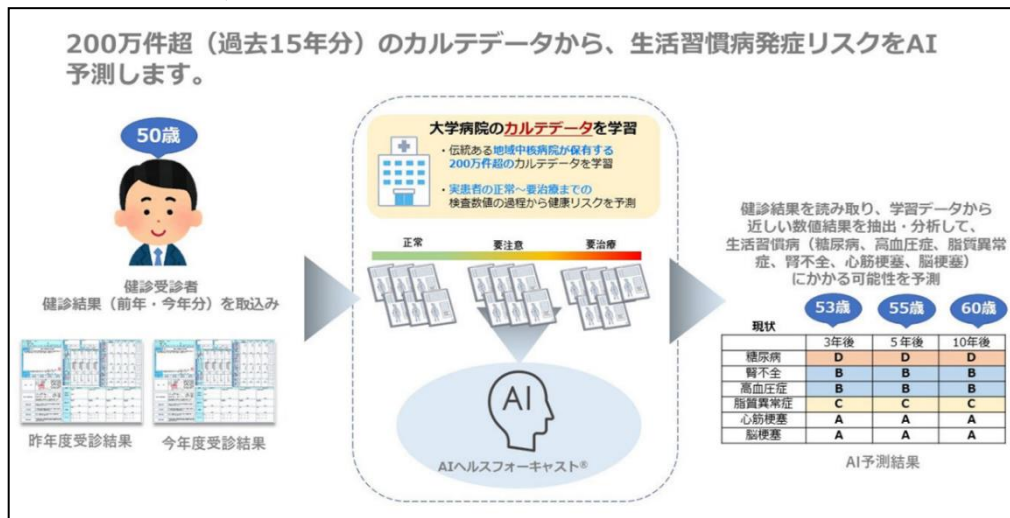 200万件超（過去15年分）のカルテデータから、生活習慣病発症リスクをAI
予測します。
50歳
健診受診者
健診結果（前年・今年分）を取込み
昨年度受診結果
今年度受診結果
大学病院のカルテデータを学習
・伝統ある地域中核病院が保有する
200万件超のカルテデータを学習
・実患者の正常～要治療までの
検査数値の過程から健康リスクを予測
正常
要注意
要治療
AI
AIヘルスフォーキャスト®
健診結果を読み取り、学習データから
近しい数値結果を抽出・分析して、
生活習慣病（糖尿病、高血圧症、脂質異常
症、腎不全、心筋梗塞、脳梗塞）
にかかる可能性を予測
53歳
55歳
60歳
現状
3年後 5年後 10年後
糖尿病 D D D
腎不全 B B B
高血圧症 B B B
脂質異常症 C C C
心筋梗塞 A A A
脳梗塞 A A A
AI予測結果